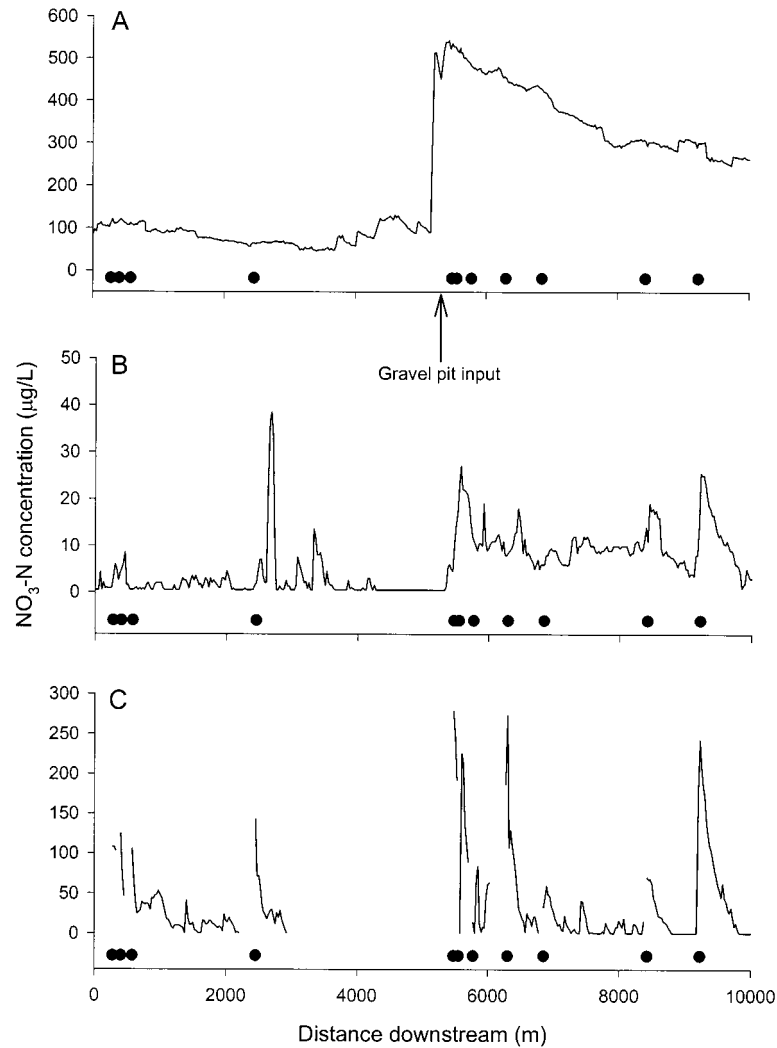 A
600
500
400
300
200
100
0
Gravel pit input
B
50
40
30
20
10
0
NO3-N concentration (µg/L)
C
300
250
200
150
100
50
0
0 2000 4000 6000 8000 10000
Distance downstream (m)